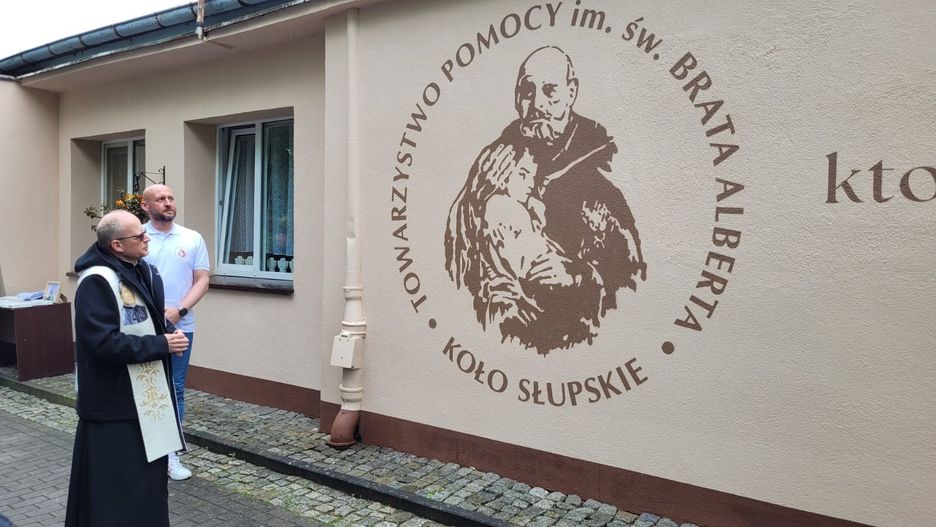 TOWARZYSTWO POMOCY im. św. BRATA ALBERTA
KOŁO SŁUPSKIE
kto